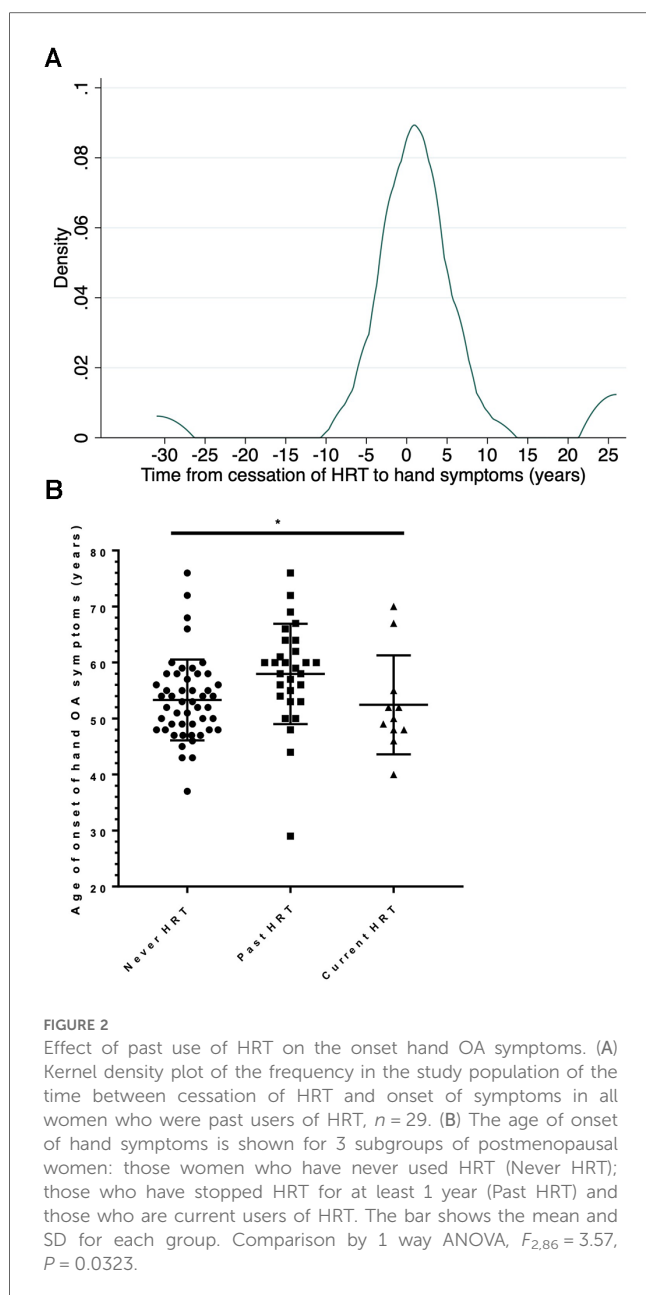 A
.1
.08
.06
.04
.02
0
Density
-30 -25 -20 -15 -10 -5 0 5 10 15 20 25
Time from cessation of HRT to hand symptoms (years)
B
*
Age of onset of hand OA symptoms (years)
80
70
60
50
40
30
20
Never HRT
Past HRT
Current HRT
FIGURE 2
Effect of past use of HRT on the onset hand OA symptoms. (A)
Kernel density plot of the frequency in the study population of the
time between cessation of HRT and onset of symptoms in all
women who were past users of HRT, n = 29. (B) The age of onset
of hand symptoms is shown for 3 subgroups of postmenopausal
women: those women who have never used HRT (Never HRT);
those who have stopped HRT for at least 1 year (Past HRT) and
those who are current users of HRT. The bar shows the mean and
SD for each group. Comparison by 1 way ANOVA, F2,86 = 3.57,
P = 0.0323.